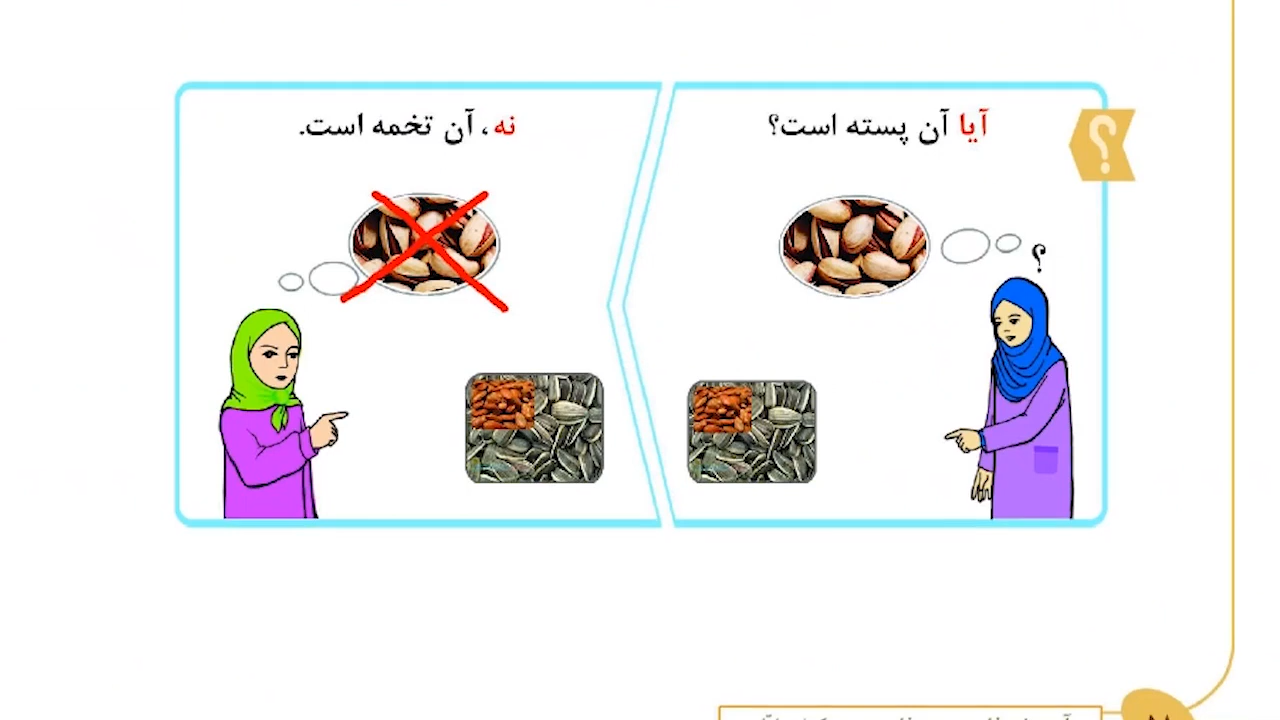 آیا آن پسته است؟
نه، آن تخمه است.
؟
؟